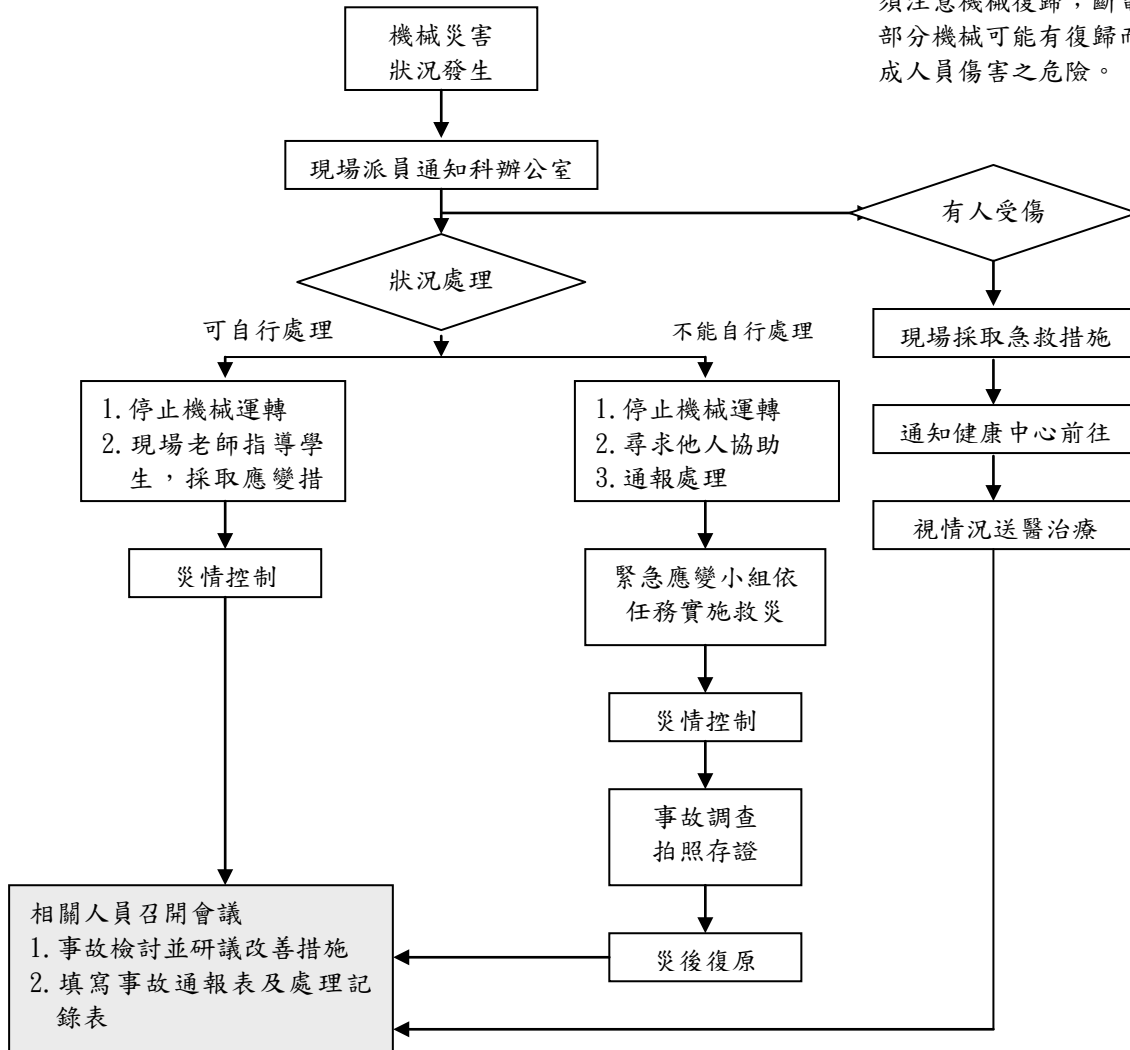 機械災害
狀況發生
部分機械可能有復歸而
成人員傷害之危險。
現場派員通知科辦公室
有人受傷
狀況處理
可自行處理
不能自行處理
現場採取急救措施
1.停止機械運轉
2.現場老師指導學
生，採取應變措
1.停止機械運轉
2.尋求他人協助
3.通報處理
通知健康中心前往
視情況送醫治療
災情控制
緊急應變小組依
任務實施救災
災情控制
事故調查
拍照存證
災後復原
相關人員召開會議
1.事故檢討並研議改善措施
2.填寫事故通報表及處理記
錄表